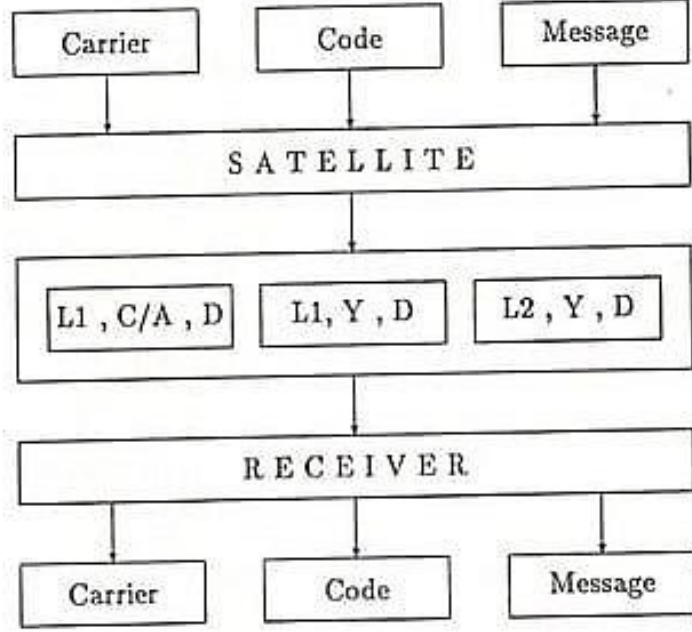 Carrier
Code
Message
SATELLITE
L1 , C/A , D
L1, Y , D
L2 , Y , D
RECEIVER
Carrier
Code
Message